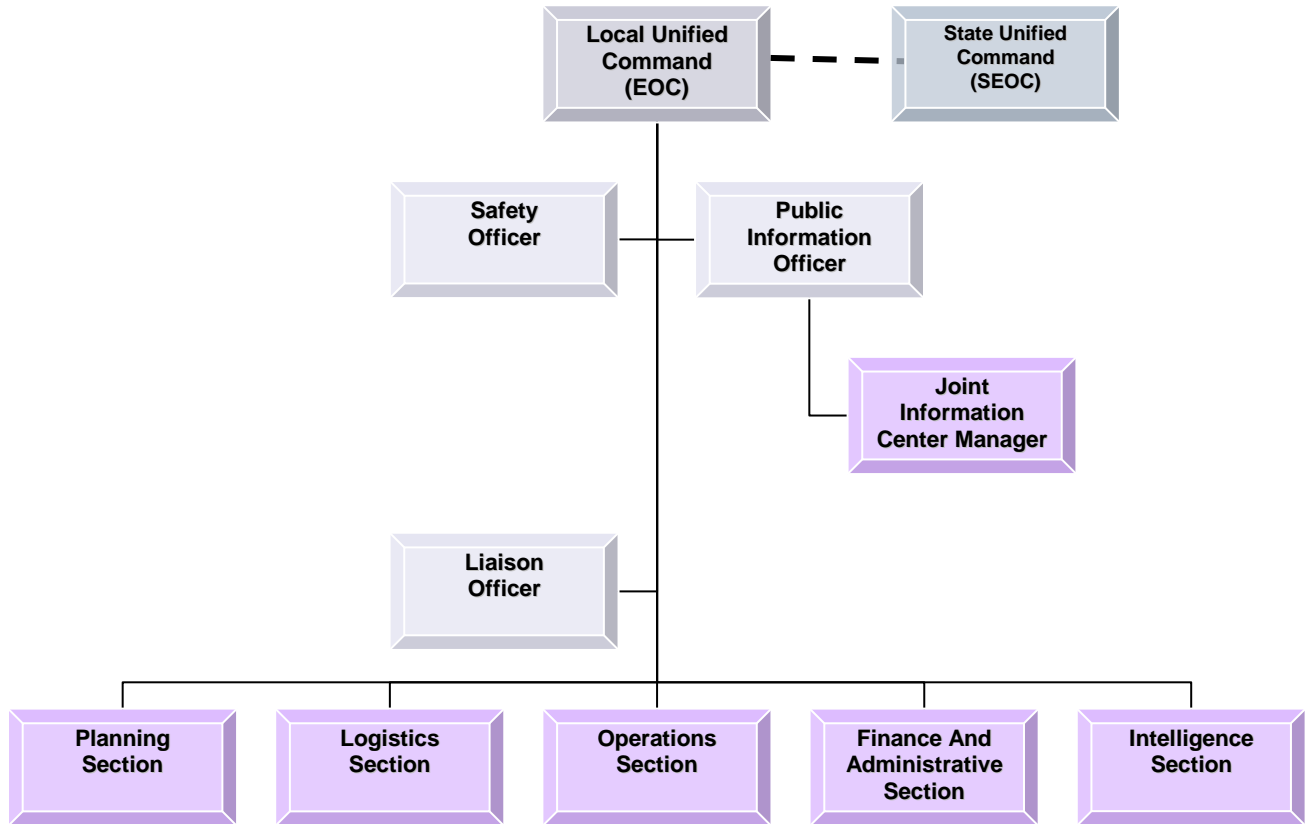 Local Unified
Command
(EOC)
State Unified
Command
(SEOC)
Safety
Officer
Public
Information
Officer
Joint
Information
Center Manager
Liaison
Officer
Planning
Section
Logistics
Section
Operations
Section
Finance And
Administrative
Section
Intelligence
Section